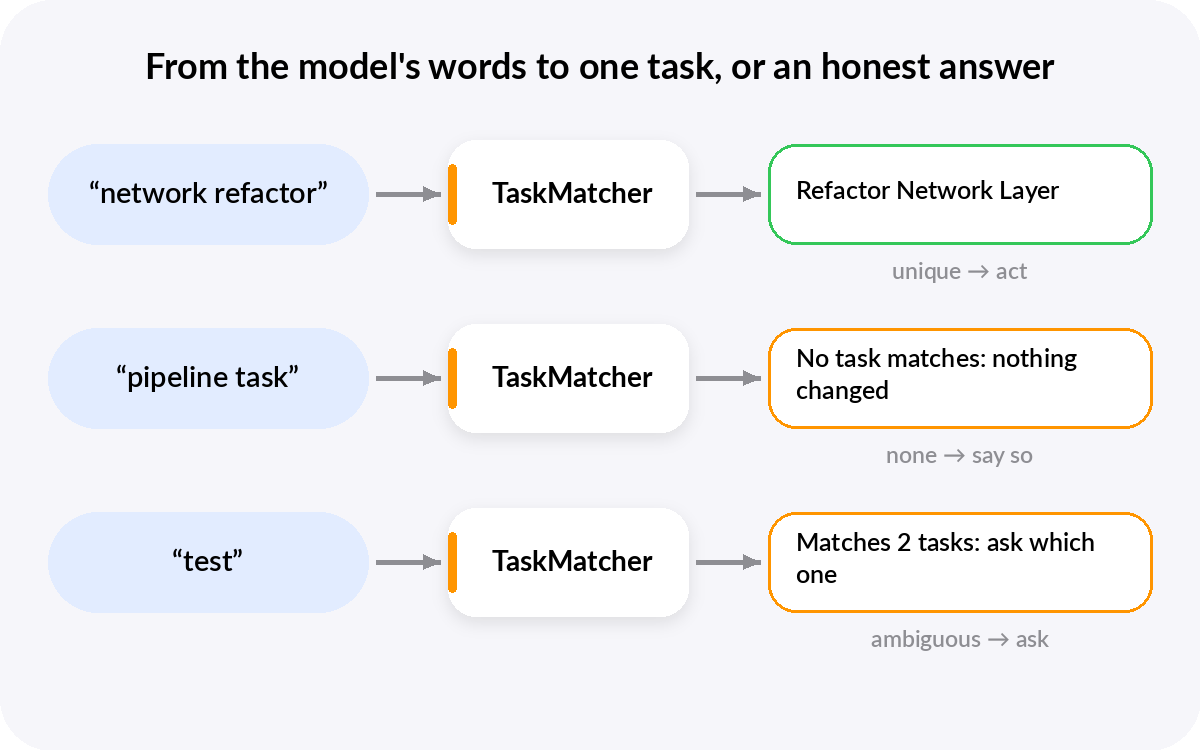 From the model's words to one task, or an honest answer
“network refactor”
TaskMatcher
Refactor Network Layer
unique → act
“pipeline task”
TaskMatcher
No task matches: nothing
changed
none → say so
“test”
TaskMatcher
Matches 2 tasks: ask which
one
ambiguous → ask